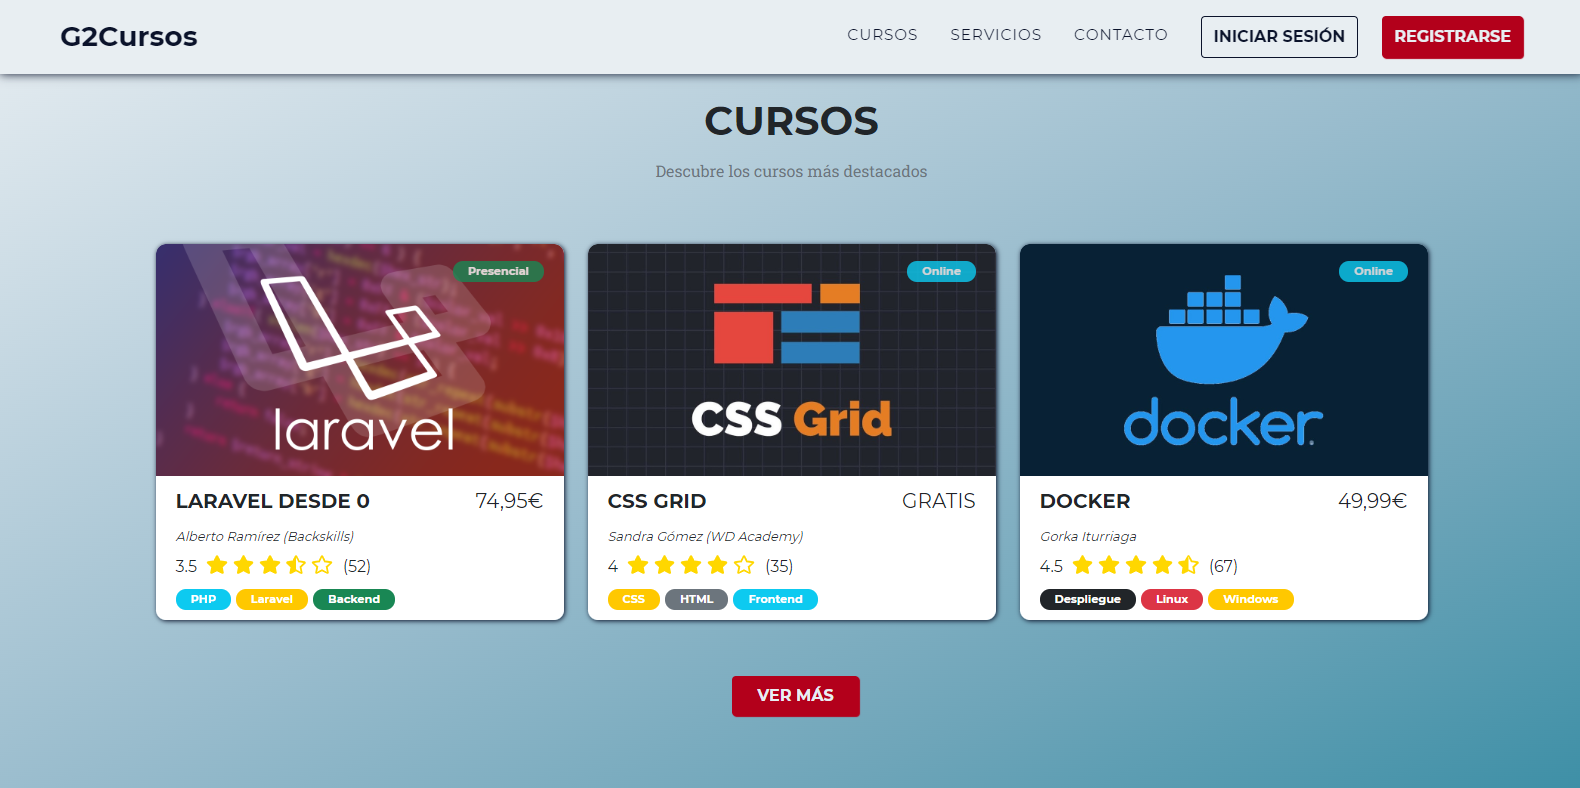 G2Cursos
CURSOS SERVICIOS CONTACTO INICIAR SESIÓN REGISTRARSE
CURSOS
Descubre los cursos más destacados
Presencial
laravel
LARAVEL DESDE 0 74,95€
Alberto Ramírez (Backskills)
3.5 (52)
PHP Laravel Backend
Online
CSS Grid
CSS GRID GRATIS
Sandra Gómez (WD Academy)
4 (35)
CSS HTML Frontend
Online
docker
DOCKER 49,99€
Gorka Iturriaga
4.5 (67)
Despliegue Linux Windows
VER MÁS